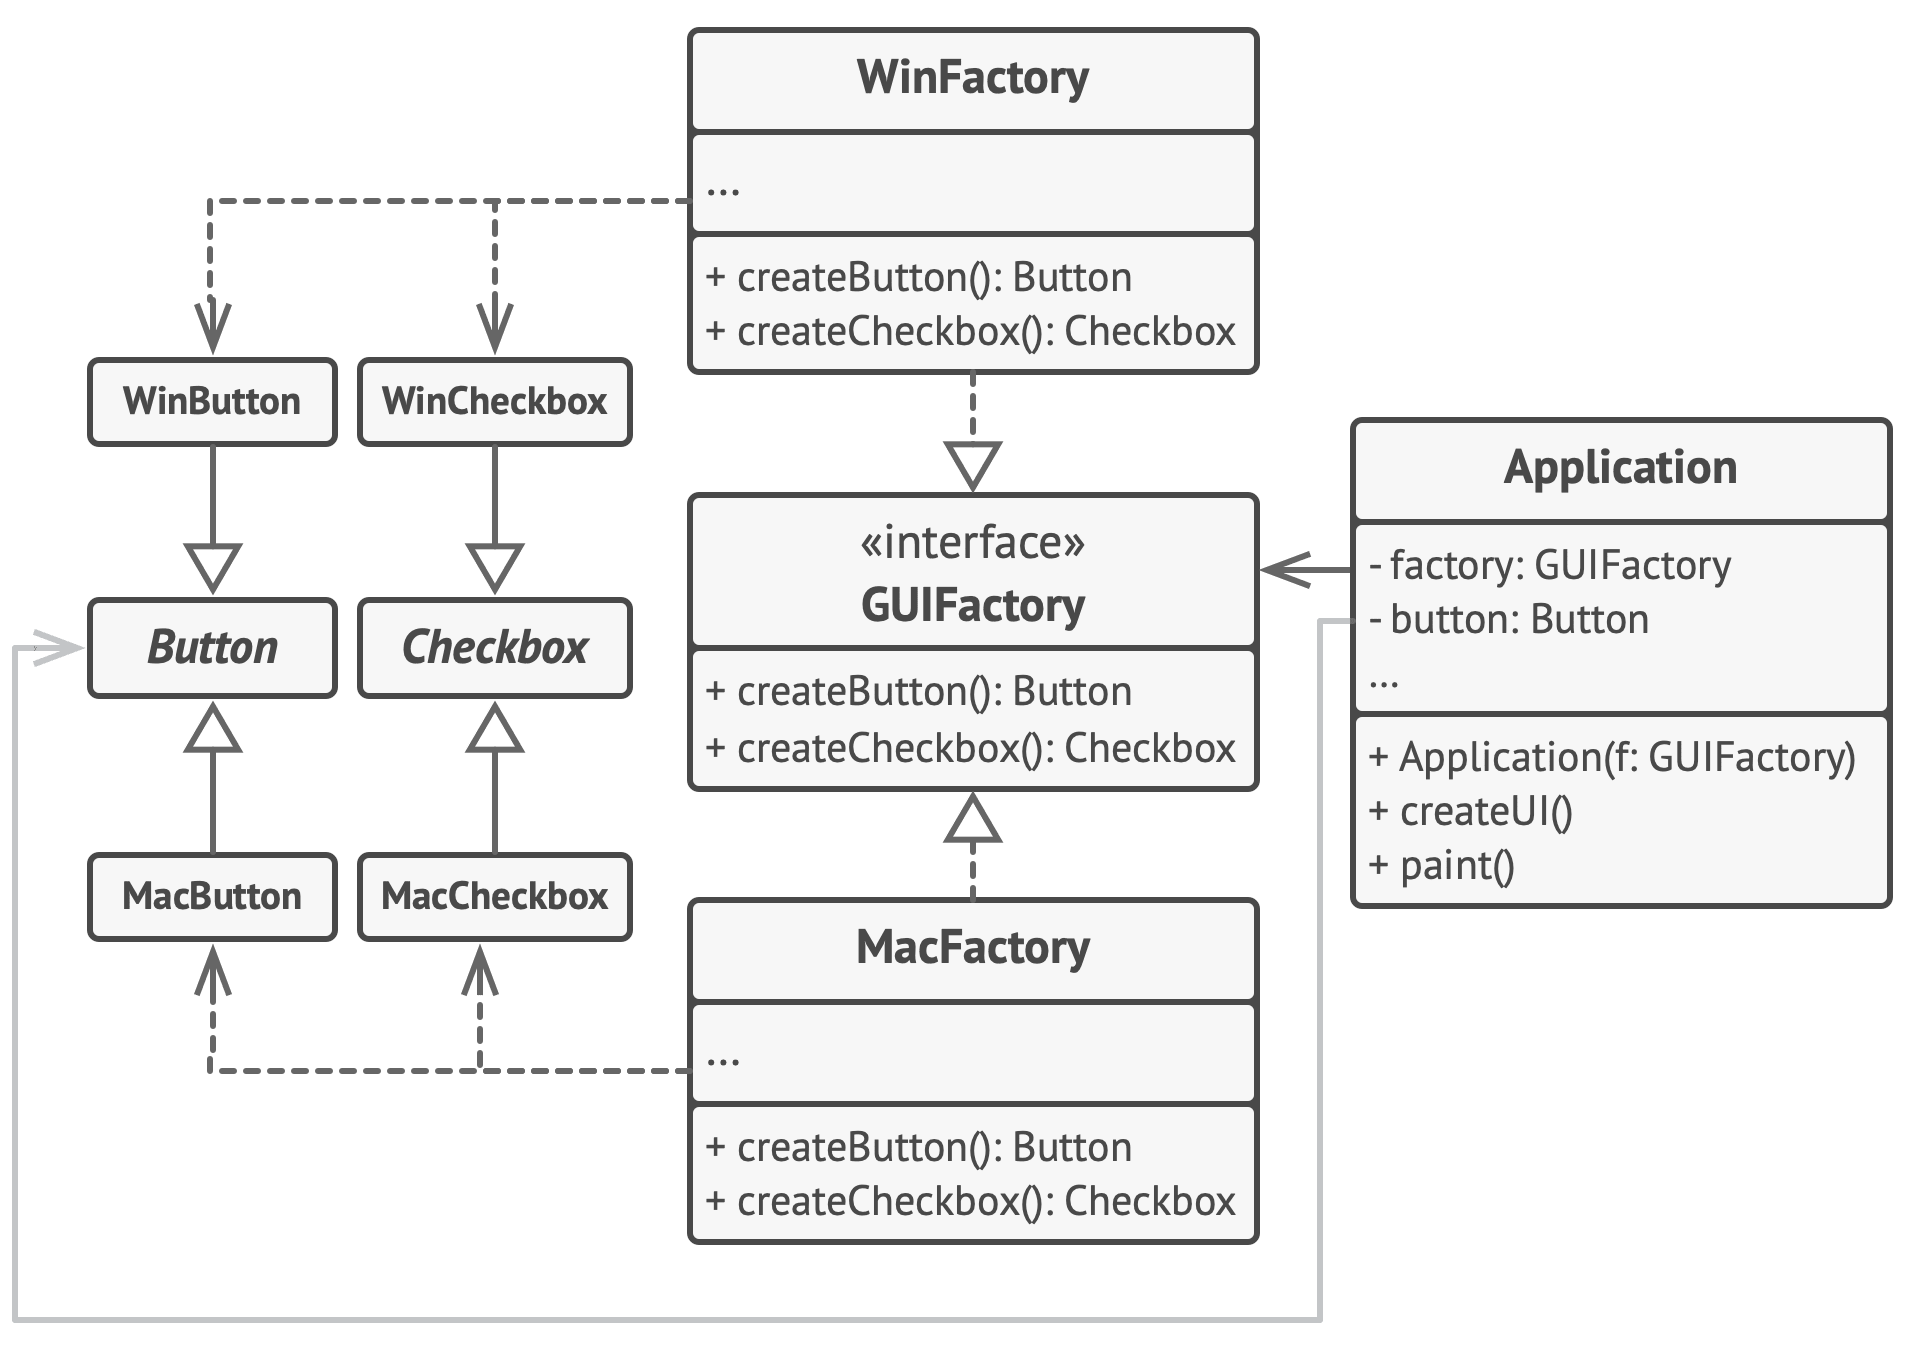 WinFactory
...
+ createButton(): Button
+ createCheckbox(): Checkbox
WinButton
WinCheckbox
Button
Checkbox
MacButton
MacCheckbox
«interface»
GUIFactory
+ createButton(): Button
+ createCheckbox(): Checkbox
Application
- factory: GUIFactory
- button: Button
...
+ Application(f: GUIFactory)
+ createUI()
+ paint()
MacFactory
...
+ createButton(): Button
+ createCheckbox(): Checkbox